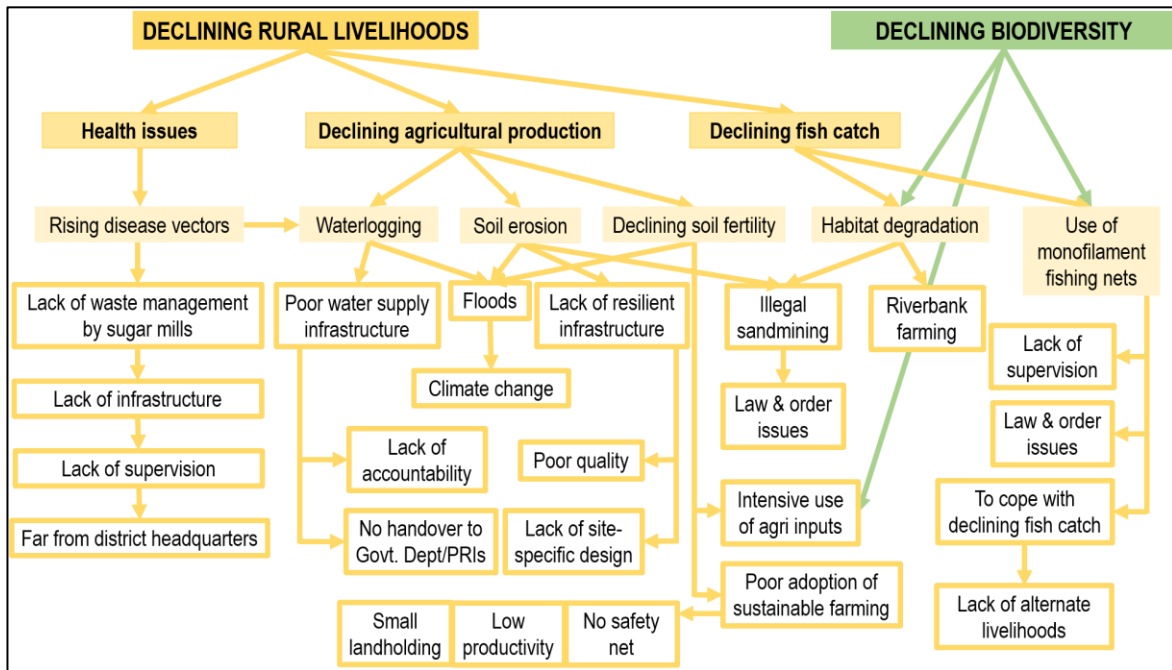 DECLINING RURAL LIVELIHOODS
DECLINING BIODIVERSITY
Health issues
Declining agricultural production
Declining fish catch
Rising disease vectors
Waterlogging
Soil erosion
Declining soil fertility
Habitat degradation
Use of
monofilament
fishing nets
Lack of waste management
by sugar mills
Poor water supply
infrastructure
Floods
Lack of resilient
infrastructure
Illegal
sandmining
Riverbank
farming
Lack of
supervision
Climate change
Lack of infrastructure
Law & order
issues
Law & order
issues
Lack of
accountability
Poor quality
Lack of supervision
Intensive use
of agri inputs
To cope with
declining fish catch
Far from district headquarters
No handover to
Govt. Dept/PRIs
Lack of site-
specific design
Poor adoption of
sustainable farming
Small
landholding
Low
productivity
No safety
net
Lack of alternate
livelihoods